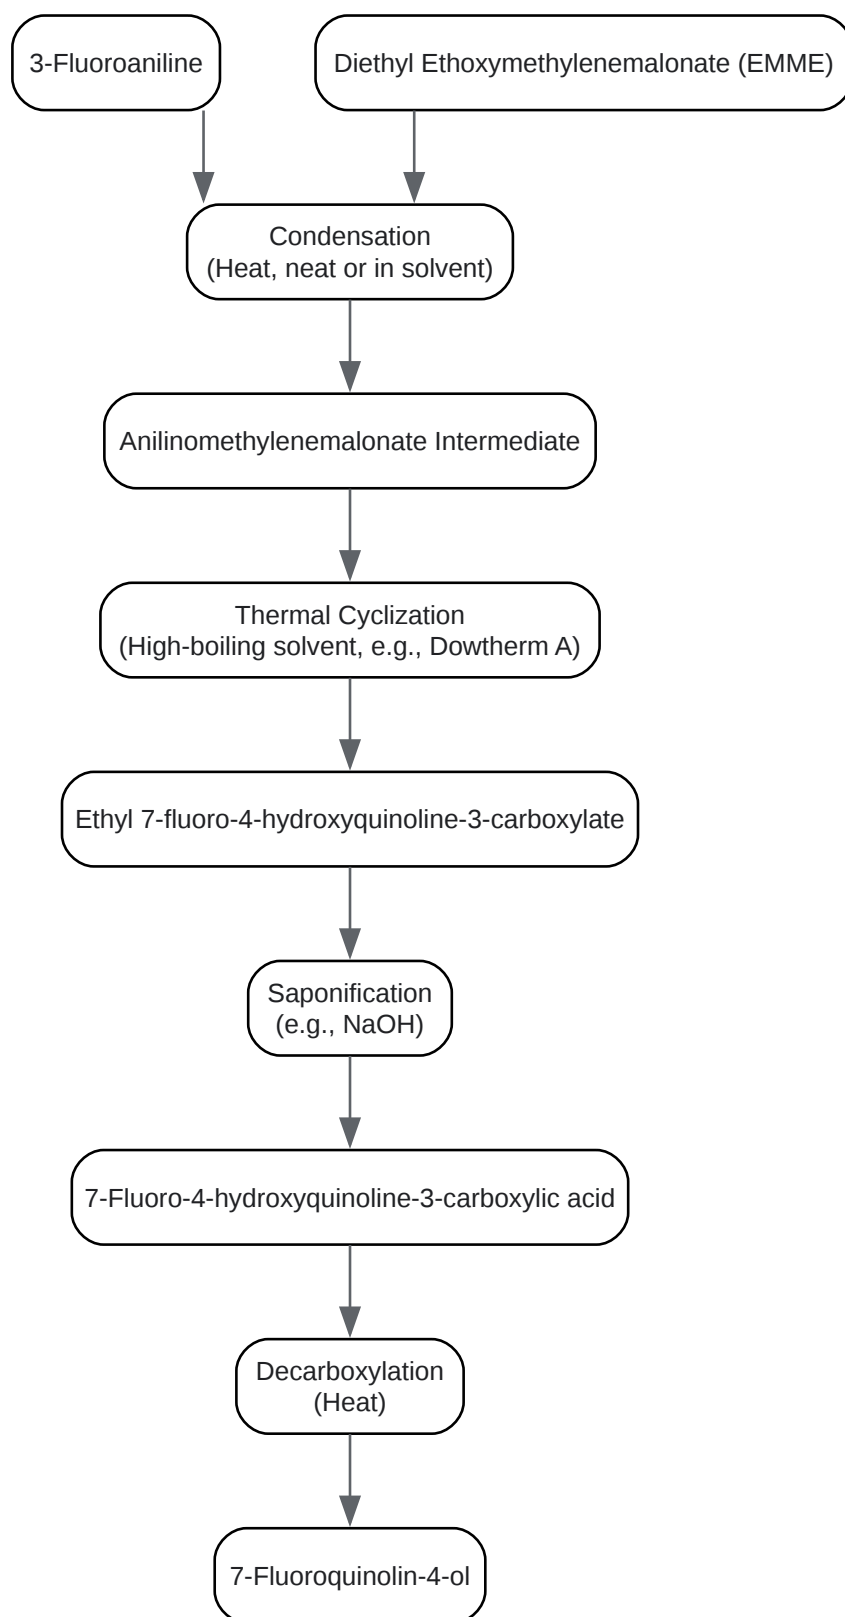 3-Fluoroaniline
Diethyl Ethoxymethylenemalonate (EMME)
Condensation
(Heat, neat or in solvent)
Anilinomethylenemalonate Intermediate
Thermal Cyclization
(High-boiling solvent, e.g., Dowtherm A)
Ethyl 7-fluoro-4-hydroxyquinoline-3-carboxylate
Saponification
(e.g., NaOH)
7-Fluoro-4-hydroxyquinoline-3-carboxylic acid
Decarboxylation
(Heat)
7-Fluoroquinolin-4-ol